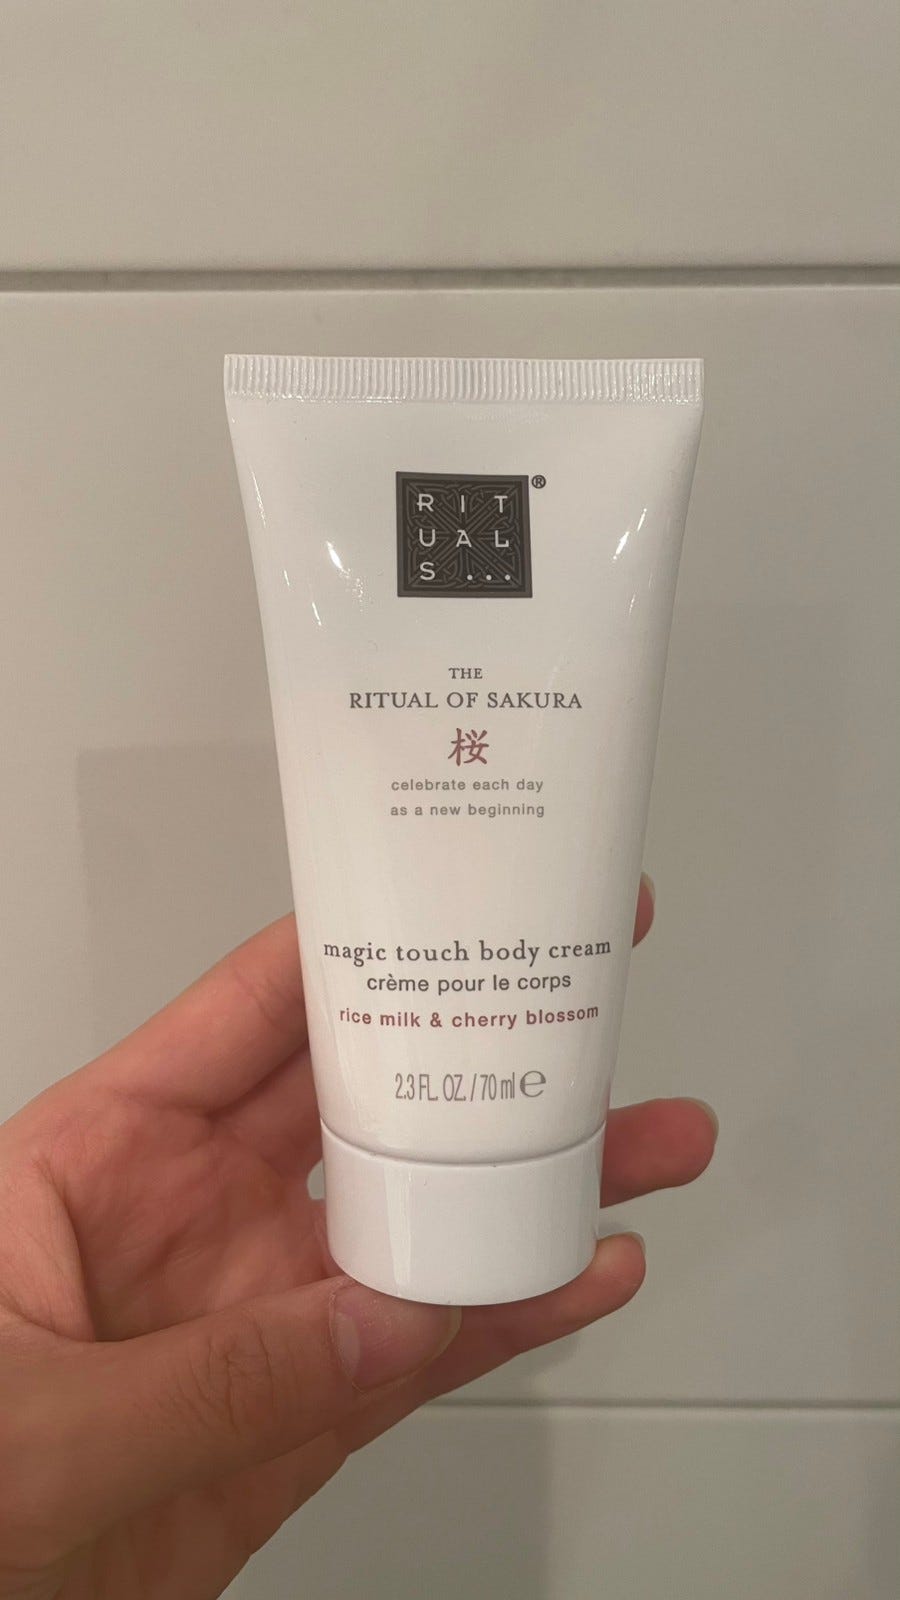 RIT
UAL
S...®
THE
RITUAL OF SAKURA
桜
celebrate each day
as a new beginning
magic touch body cream
crème pour le corps
rice milk & cherry blossom
2.3 FL. OZ. / 70 ml ℮